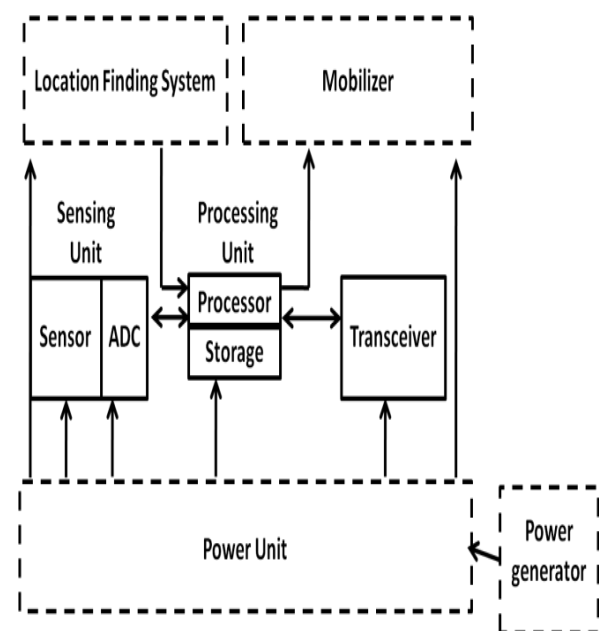 Location Finding System
Mobilizer
Sensing
Unit
Processing
Unit
Sensor
ADC
Processor
Storage
Transceiver
Power Unit
Power
generator